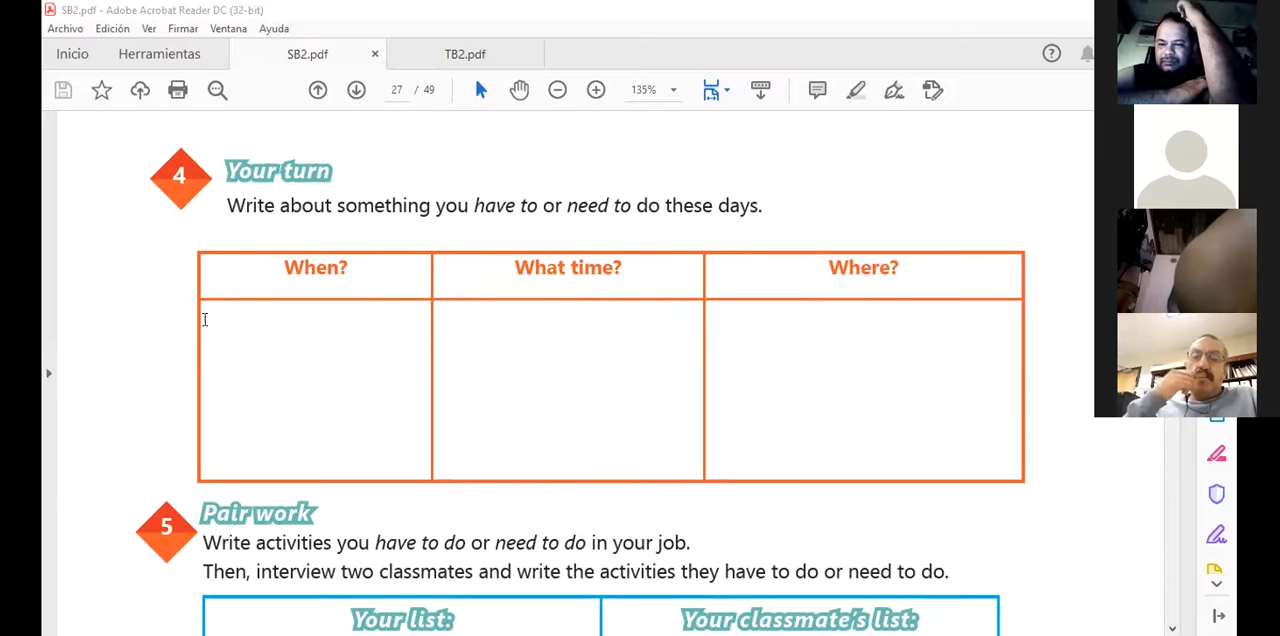 SB2.pdf - Adobe Acrobat Reader DC (32-bit)
Archivo Edición Ver Firmar Ventana Ayuda
Inicio Herramientas SB2.pdf × TB2.pdf
27 / 49 135%
4 Your turn
Write about something you have to or need to do these days.
When? What time? Where?
5 Pair work
Write activities you have to do or need to do in your job.
Then, interview two classmates and write the activities they have to do or need to do.
Your list: Your classmate's list: